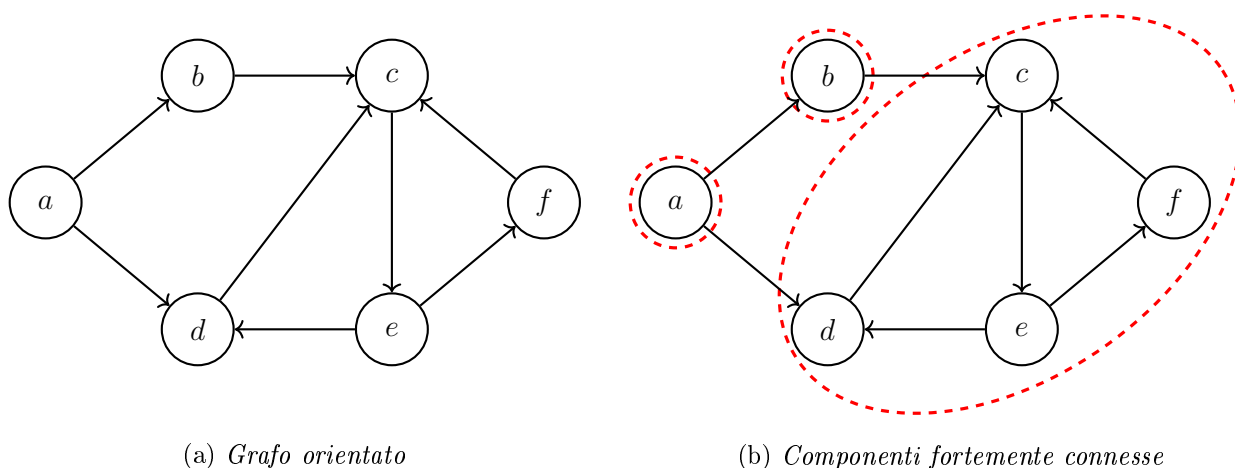 b
c
a
f
d
e
(a) Grafo orientato
b
c
a
f
d
e
(b) Componenti fortemente connesse